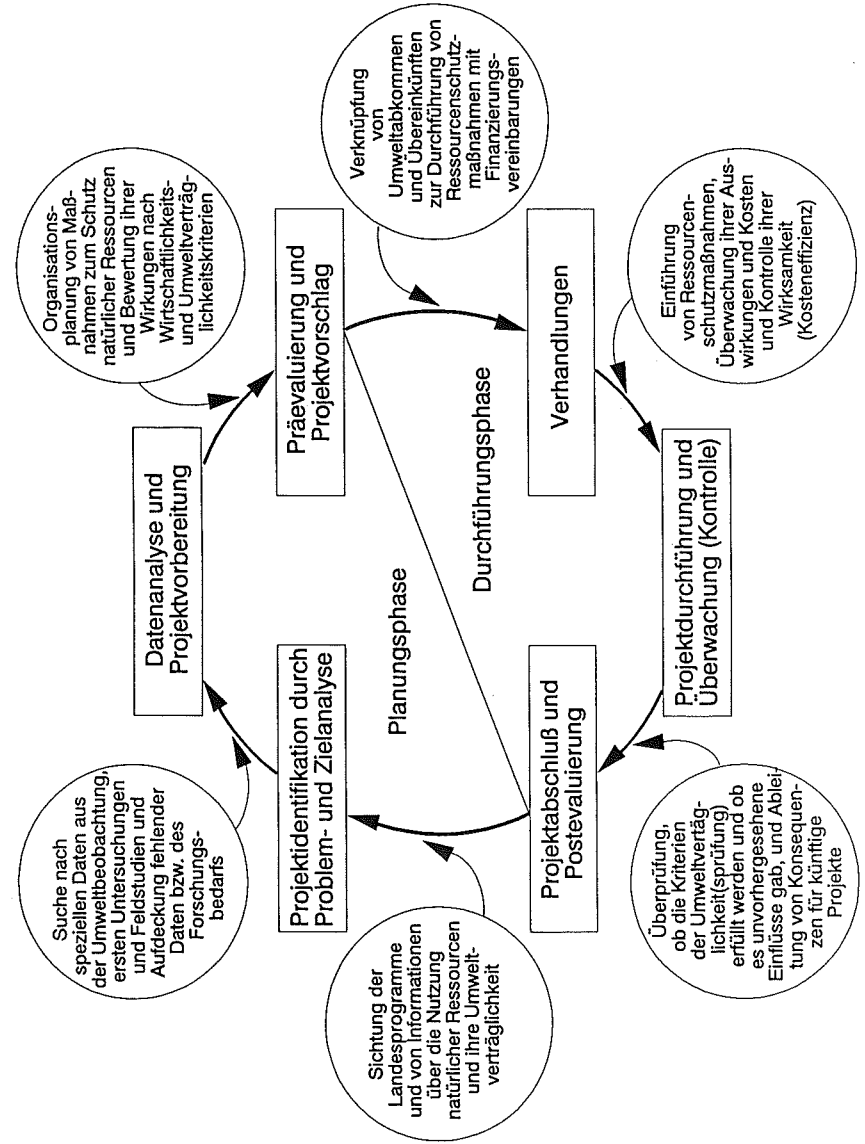 Suche nach
speziellen Daten aus
der Umweltbeobachtung,
ersten Untersuchungen
und Feldstudien und
Aufdeckung fehlender
Daten bzw. des
Forschungs-
bedarfs
Datenanalyse und
Projektvorbereitung
Organisations-
planung von Maß-
nahmen zum Schutz
natürlicher Ressourcen
und Bewertung ihrer
Wirkungen nach
Wirtschaftlichkeits-
und Umweltverträg-
lichkeitskriterien
Sichtung der
Landesprogramme
und von Informationen
über die Nutzung
natürlicher Ressourcen
und ihre Umwelt-
verträglichkeit
Projektidentifikation durch
Problem- und Zielanalyse
Präevaluierung und
Projektvorschlag
Verknüpfung
von
Umweltabkommen
und Übereinkünften
zur Durchführung von
Ressourcenschutz-
maßnahmen mit
Finanzierungs-
vereinbarungen
Planungsphase
Durchführungsphase
Projektabschluß und
Postevaluierung
Verhandlungen
Überprüfung,
ob die Kriterien
der Umweltverträg-
lichkeit(sprüfung)
erfüllt werden und ob
es unvorhergesehene
Einflüsse gab, und Ablei-
tung von Konsequen-
zen für künftige
Projekte
Projektdurchführung und
Überwachung (Kontrolle)
Einführung
von Ressourcen-
schutzmaßnahmen,
Überwachung ihrer Aus-
wirkungen und Kosten
und Kontrolle ihrer
Wirksamkeit
(Kosteneffizienz)